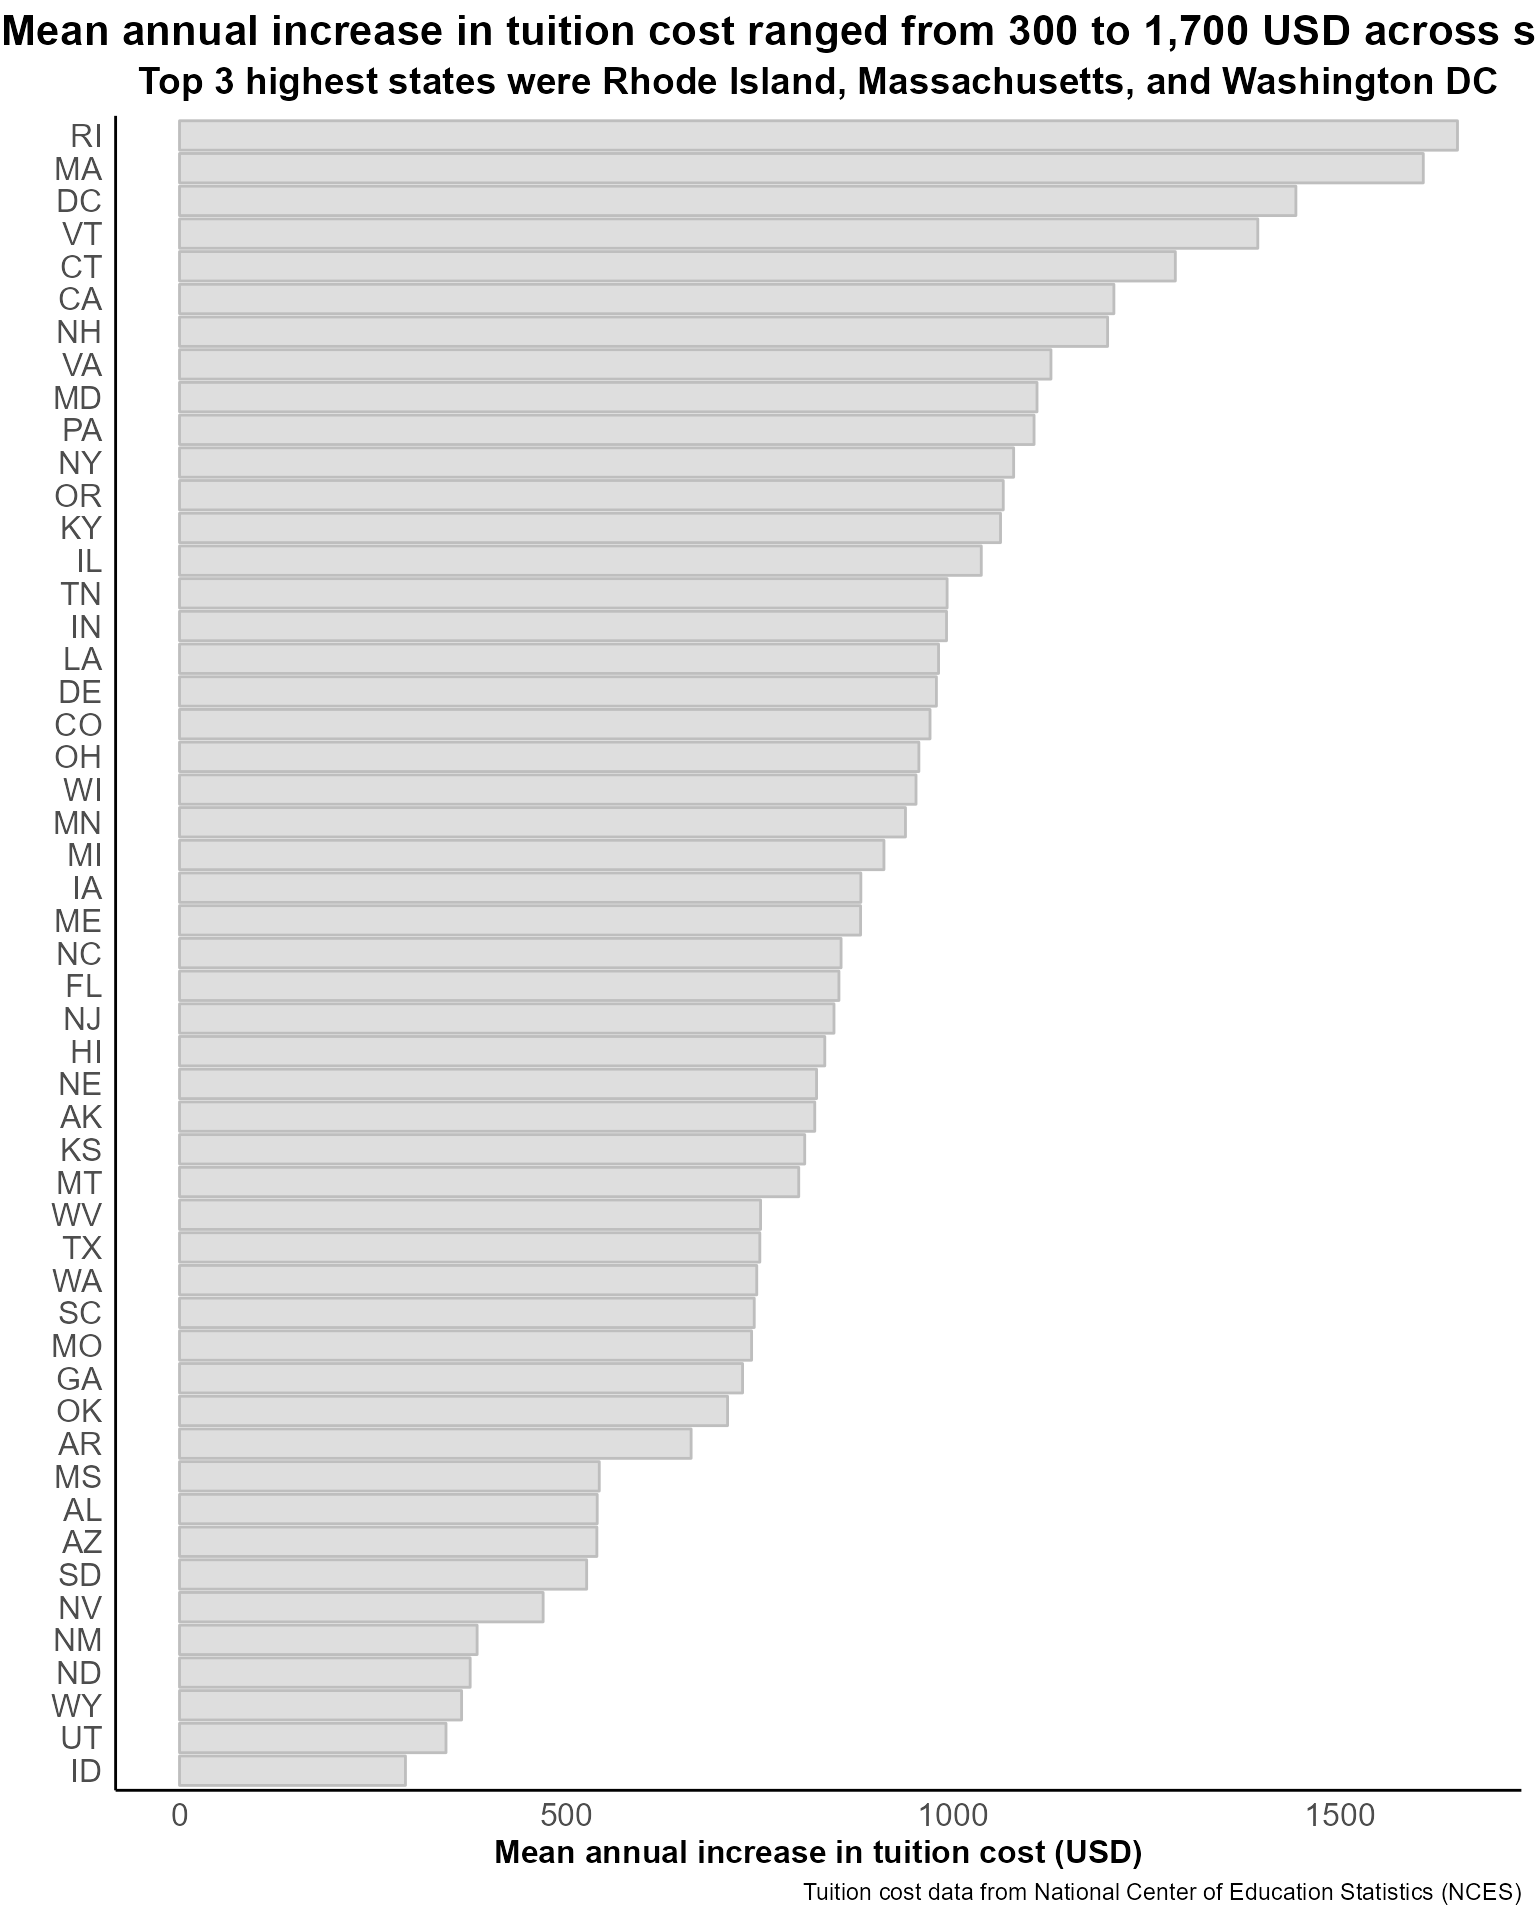 Mean annual increase in tuition cost ranged from 300 to 1,700 USD across s
Top 3 highest states were Rhode Island, Massachusetts, and Washington DC
RI
MA
DC
VT
CT
CA
NH
VA
MD
PA
NY
OR
KY
IL
TN
IN
LA
DE
CO
OH
WI
MN
MI
IA
ME
NC
FL
NJ
HI
NE
AK
KS
MT
WV
TX
WA
SC
MO
GA
OK
AR
MS
AL
AZ
SD
NV
NM
ND
WY
UT
ID
0 500 1000 1500
Mean annual increase in tuition cost (USD)
Tuition cost data from National Center of Education Statistics (NCES)